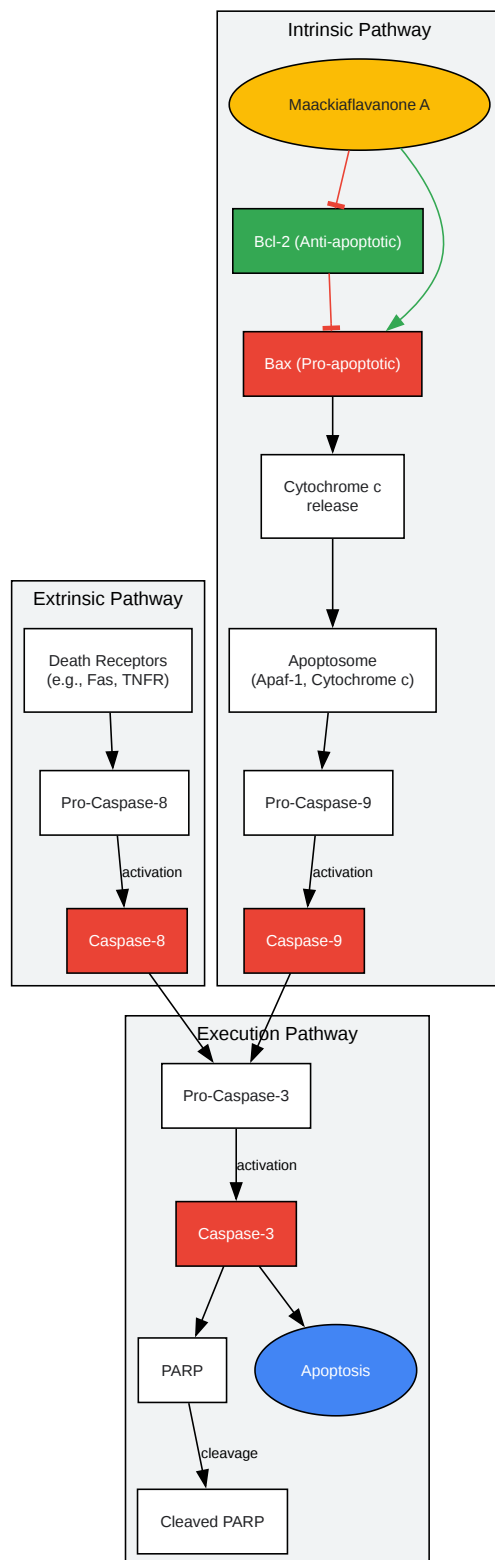 Intrinsic Pathway
Maackiaflavanone A
Bcl-2 (Anti-apoptotic)
Bax (Pro-apoptotic)
Cytochrome c
release
Apoptosome
(Apaf-1, Cytochrome c)
Pro-Caspase-9
activation
Caspase-9
Extrinsic Pathway
Death Receptors
(e.g., Fas, TNFR)
Pro-Caspase-8
activation
Caspase-8
Execution Pathway
Pro-Caspase-3
activation
Caspase-3
PARP
Apoptosis
cleavage
Cleaved PARP